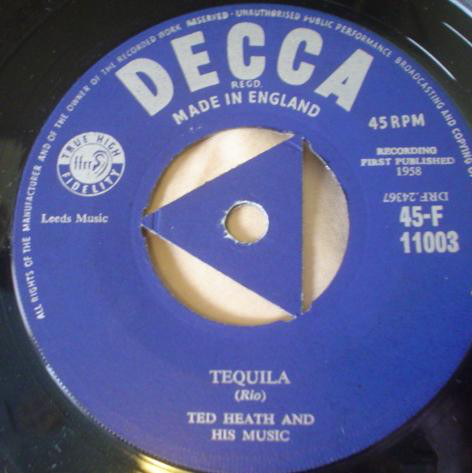 ALL RIGHTS OF THE MANUFACTURER AND OF THE OWNER OF THE RECORDED WORK RESERVED · UNAUTHORISED PUBLIC PERFORMANCE BROADCASTING AND COPYING OF
DECCA
REGD.
MADE IN ENGLAND
45 RPM
TRUE HIGH
ffrr
FIDELITY
RECORDING
FIRST PUBLISHED
1958
DRF.24367
Leeds Music
45-F
11003
TEQUILA
(Rio)
TED HEATH AND
HIS MUSIC